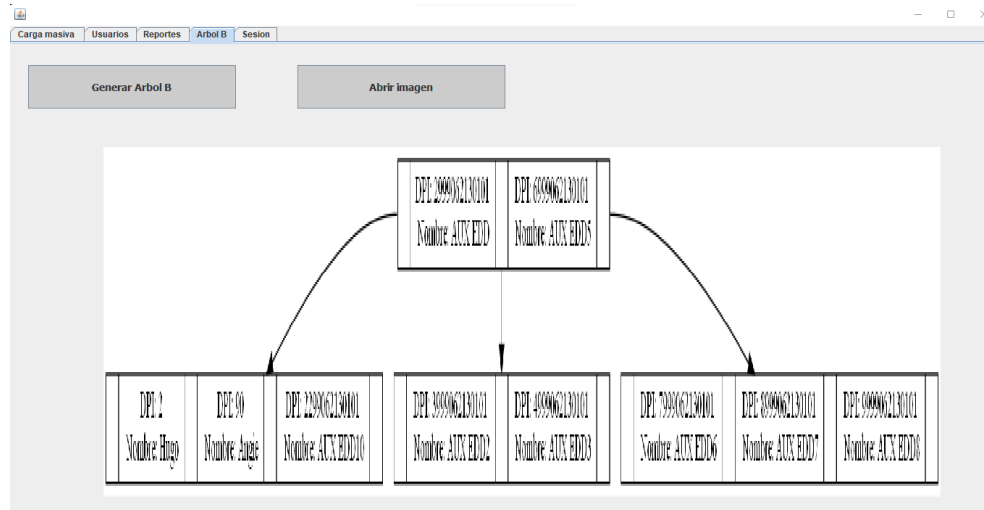 Carga masiva Usuarios Reportes Arbol B Sesion
Generar Arbol B Abrir imagen
DPI: 2999062130101 DPI: 6999062130101
Nombre: AUX EDD Nombre: AUX EDD5
DPI: 2 DPI: 90 DPI: 2299062130101 DPI: 3999062130101 DPI: 4999062130101 DPI: 7999062130101 DPI: 8999062130101 DPI: 9999062130101
Nombre: Hugo Nombre: Angie Nombre: AUX EDD10 Nombre: AUX EDD2 Nombre: AUX EDD3 Nombre: AUX EDD6 Nombre: AUX EDD7 Nombre: AUX EDD8